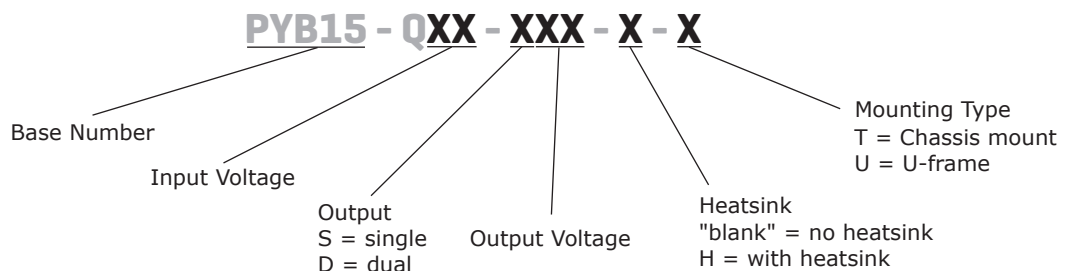 PYB15 - QXX - XXX - X - X
Base Number
Input Voltage
Output
S = single
D = dual
Output Voltage
Heatsink
"blank" = no heatsink
H = with heatsink
Mounting Type
T = Chassis mount
U = U-frame